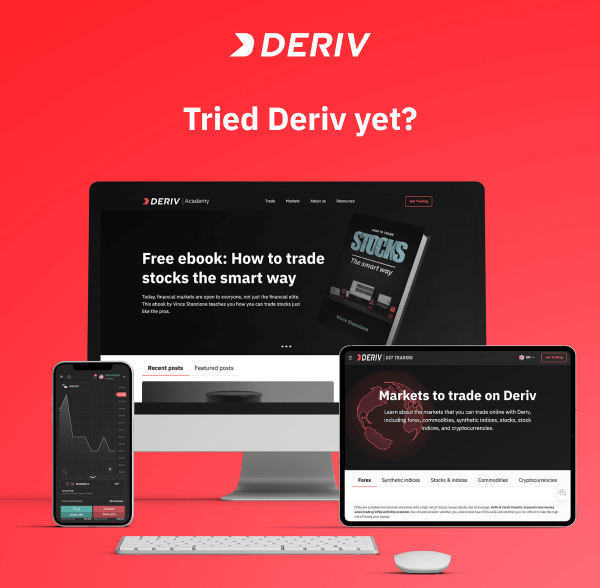 DERIV
Tried Deriv yet?
DERIV | Academy
Trade Markets About us Resources
Get Trading
Free ebook: How to trade
stocks the smart way
Today, financial markets are open to everyone, not just the financial elite.
This ebook by Vince Stanzione teaches you how you can trade stocks just
like the pros.
HOW TO TRADE
STOCKS
The smart way
Vince Stanzione
Recent posts Featured posts
DERIV | GET TRADING
EN
Get Trading
Markets to trade on Deriv
Learn about the markets that you can trade online with Deriv,
including forex, commodities, synthetic indices, stocks, stock
indices, and cryptocurrencies.
Forex Synthetic indices Stocks & indices Commodities Cryptocurrencies
Multipliers